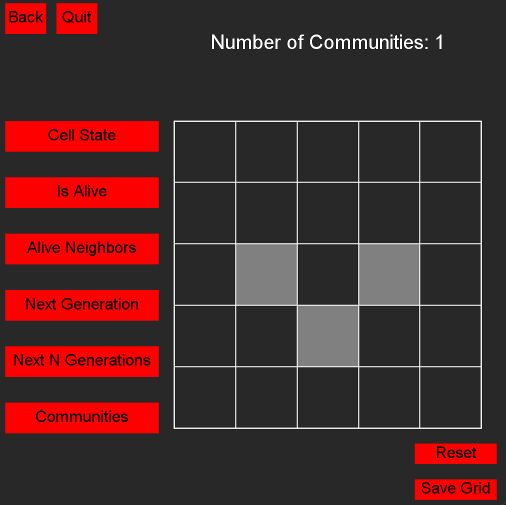 Back
Quit
Number of Communities: 1
Cell State
Is Alive
Alive Neighbors
Next Generation
Next N Generations
Communities
Reset
Save Grid